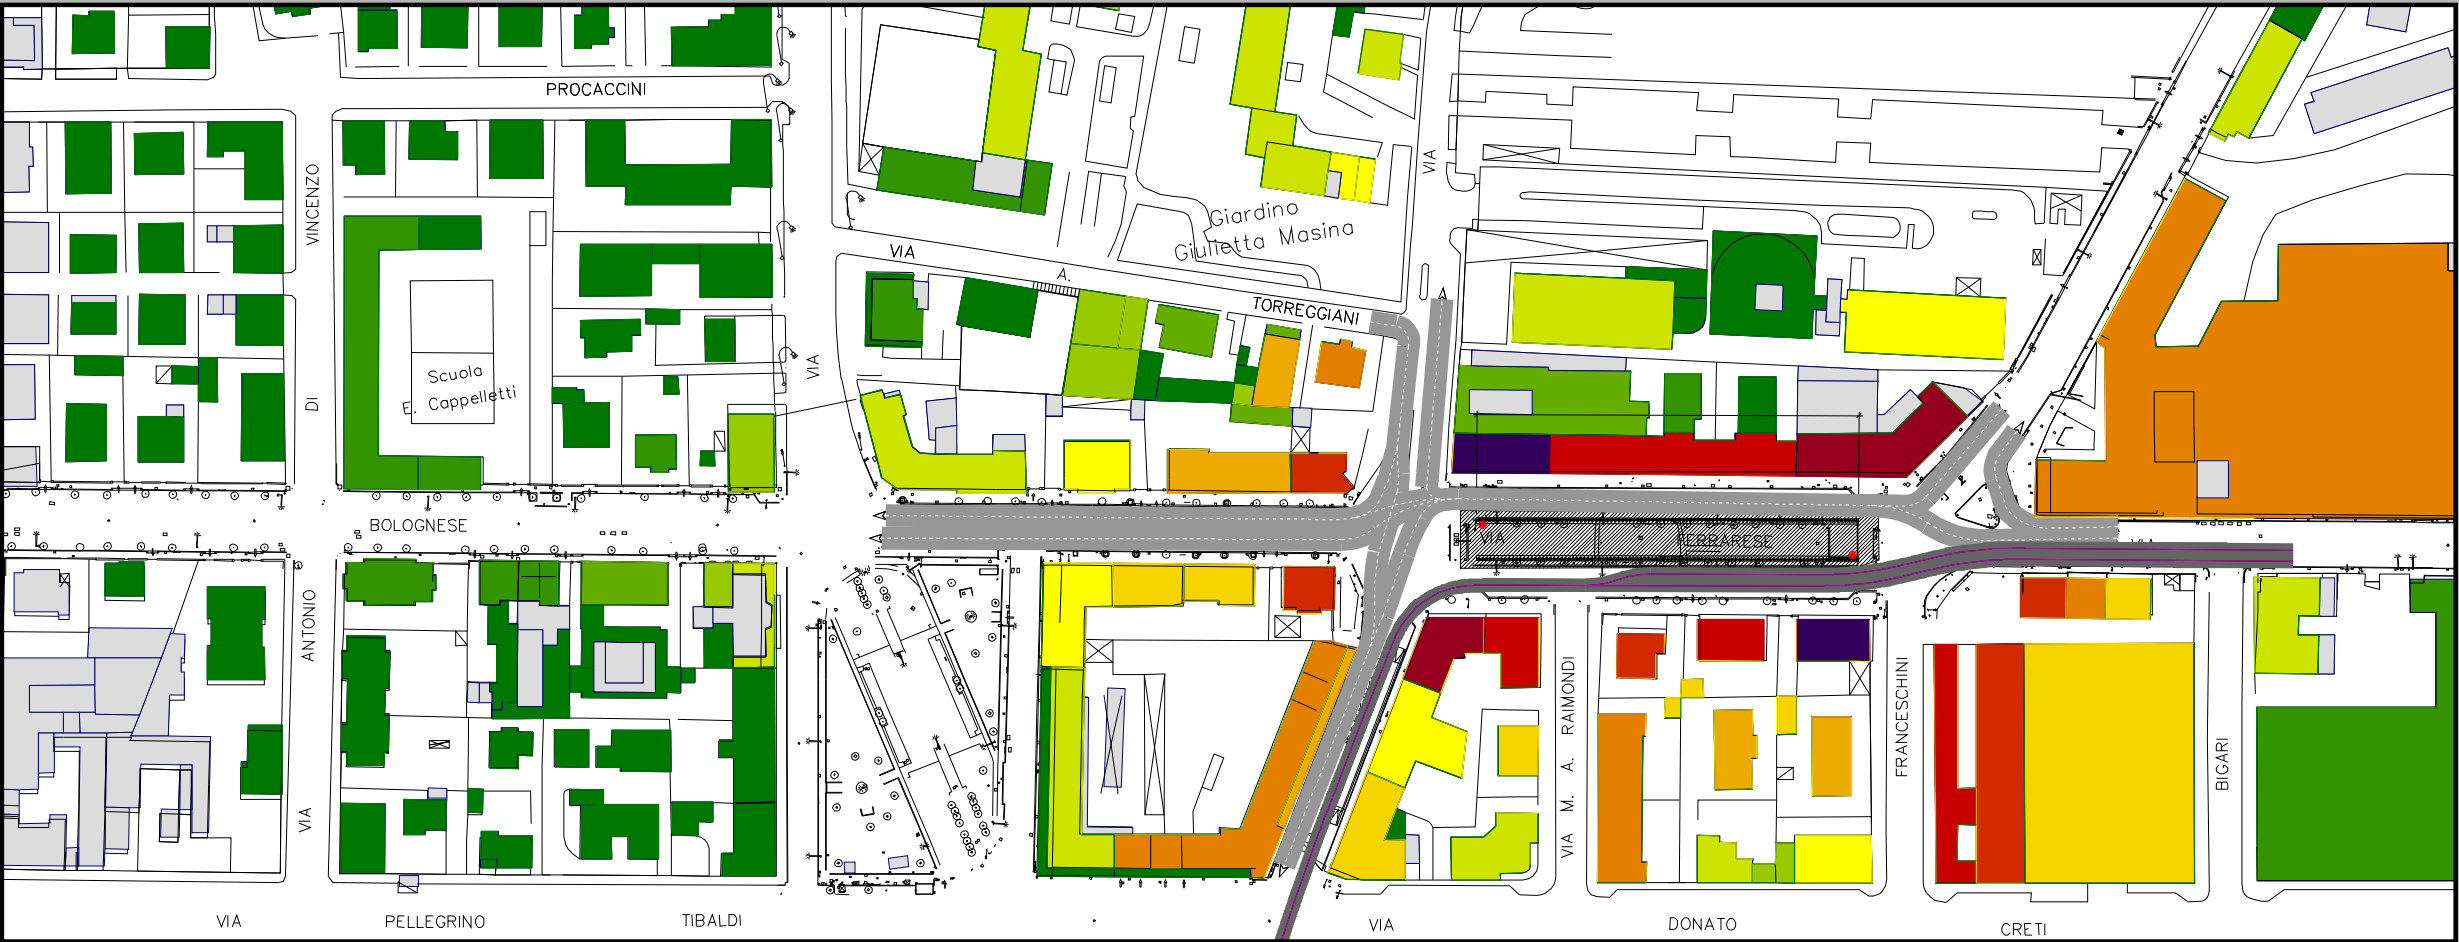 PROCACCINI
VINCENZO
DI
ANTONIO
VIA
VIA
VIA
A.
TORREGGIANI
VIA
Giardino
Giulietta Masina
Scuola
E. Cappelletti
BOLOGNESE
VIA
FERRARESE
VIA M. A. RAIMONDI
FRANCESCHINI
BIGARI
VIA
PELLEGRINO
TIBALDI
VIA
DONATO
CRETI